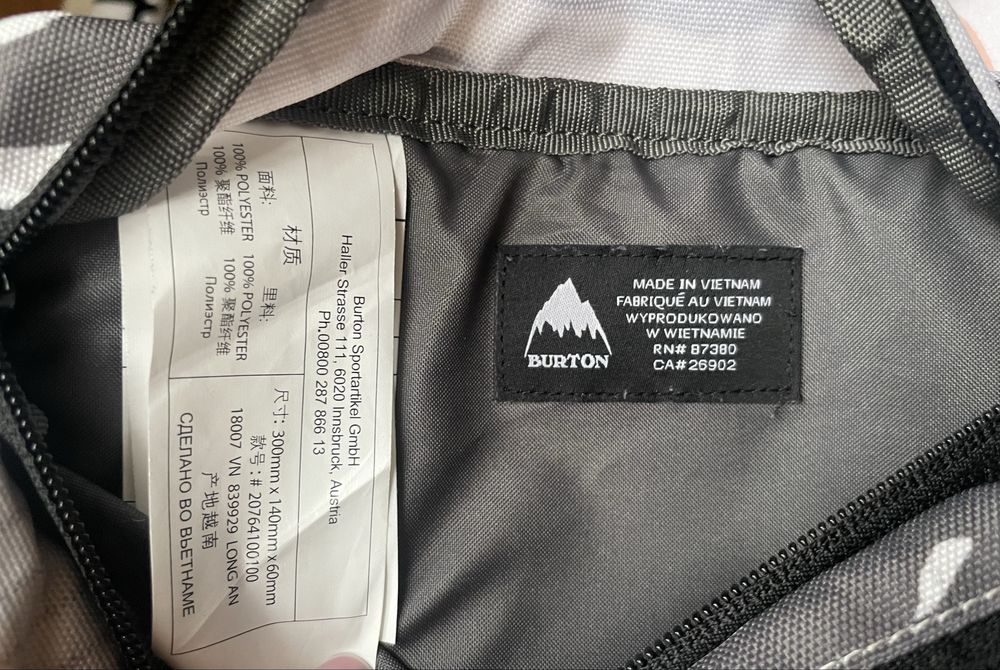 Burton Sportartikel GmbH
Haller Strasse 111, 6020 Innsbruck, Austria
Ph.00800 287 866 13
材质
面料:
100% POLYESTER
100% 聚酯纤维
Полиэстр
里料:
100% POLYESTER
100% 聚酯纤维
Полиэстр
尺寸: 300mm x 140mm x 60mm
款号: # 20764100100
18007 VN 839929 LONG AN
产地越南
СДЕЛАНО ВО ВЬЕТНАМЕ
BURTON
MADE IN VIETNAM
FABRIQUÉ AU VIETNAM
WYPRODUKOWANO
W WIETNAMIE
RN# 87380
CA# 26902